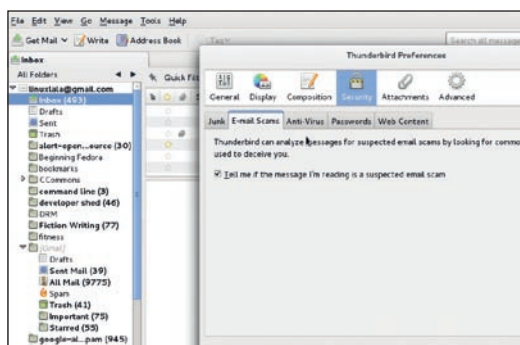 File Edit View Go Message Tools Help
Get Mail Write Address Book
Search all message
Inbox
All Folders
Quick Fil
linuxlala@gmail.com
Inbox (493)
Drafts
Sent
Trash
alert-open...ource (30)
Beginning Fedora
bookmarks
CCommons
command line (3)
developer shed (46)
DRM
Fiction Writing (77)
fitness
[Gmail]
Drafts
Sent Mail (39)
All Mail (9775)
Spam
Trash (41)
Important (75)
Starred (55)
google-al...pam (945)
Thunderbird Preferences
General Display Composition Security Attachments Advanced
Junk E-mail Scams Anti-Virus Passwords Web Content
Thunderbird can analyze messages for suspected email scams by looking for commo
used to deceive you.
Tell me if the message I'm reading is a suspected email scam